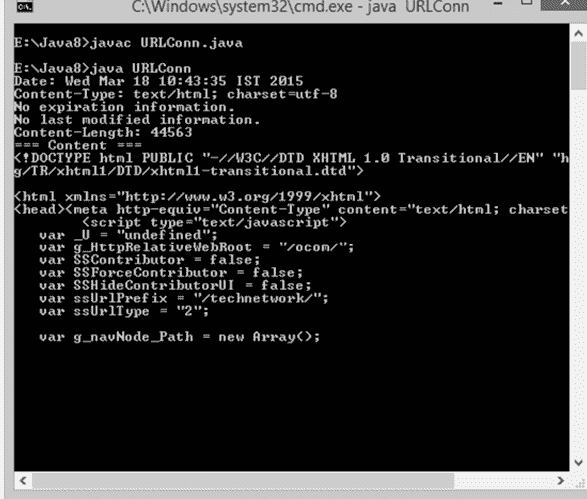 C:\Windows\system32\cmd.exe - java URLConn
E:\Java8>javac URLConn.java
E:\Java8>java URLConn
Date: Wed Mar 18 10:43:35 IST 2015
Content-Type: text/html; charset=utf-8
No expiration information.
No last modified information.
Content-Length: 44563
=== Content ===
<!DOCTYPE html PUBLIC "-//W3C//DTD XHTML 1.0 Transitional//EN" "h
g/TR/xhtml1/DTD/xhtml1-transitional.dtd">
<html xmlns="http://www.w3.org/1999/xhtml">
<head><meta http-equiv="Content-Type" content="text/html; charset
<script type="text/javascript">
var _U = "undefined";
var g_HttpRelativeWebRoot = "/ocom/";
var SSContributor = false;
var SSForceContributor = false;
var SSHideContributorUI = false;
var ssUrlPrefix = "/technetwork/";
var ssUrlType = "2";
var g_navNode_Path = new Array();